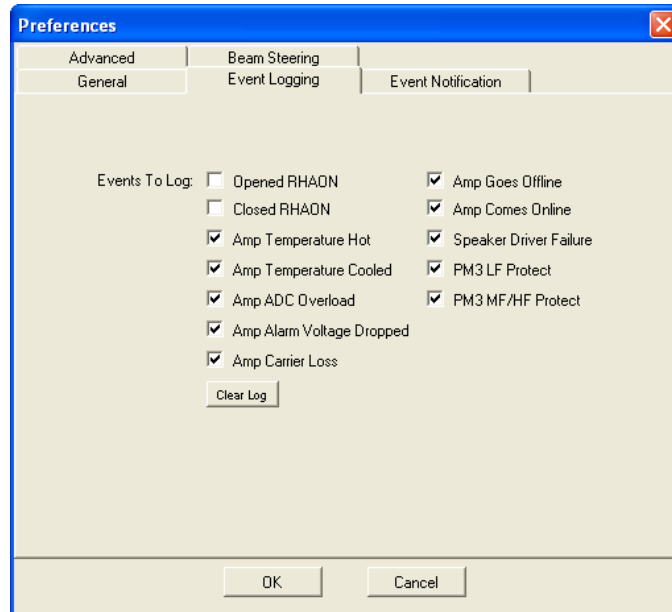 Preferences
Advanced Beam Steering
General Event Logging Event Notification
Events To Log: Opened RHAON Amp Goes Offline
Closed RHAON Amp Comes Online
Amp Temperature Hot Speaker Driver Failure
Amp Temperature Cooled PM3 LF Protect
Amp ADC Overload PM3 MF/HF Protect
Amp Alarm Voltage Dropped
Amp Carrier Loss
Clear Log
OK Cancel